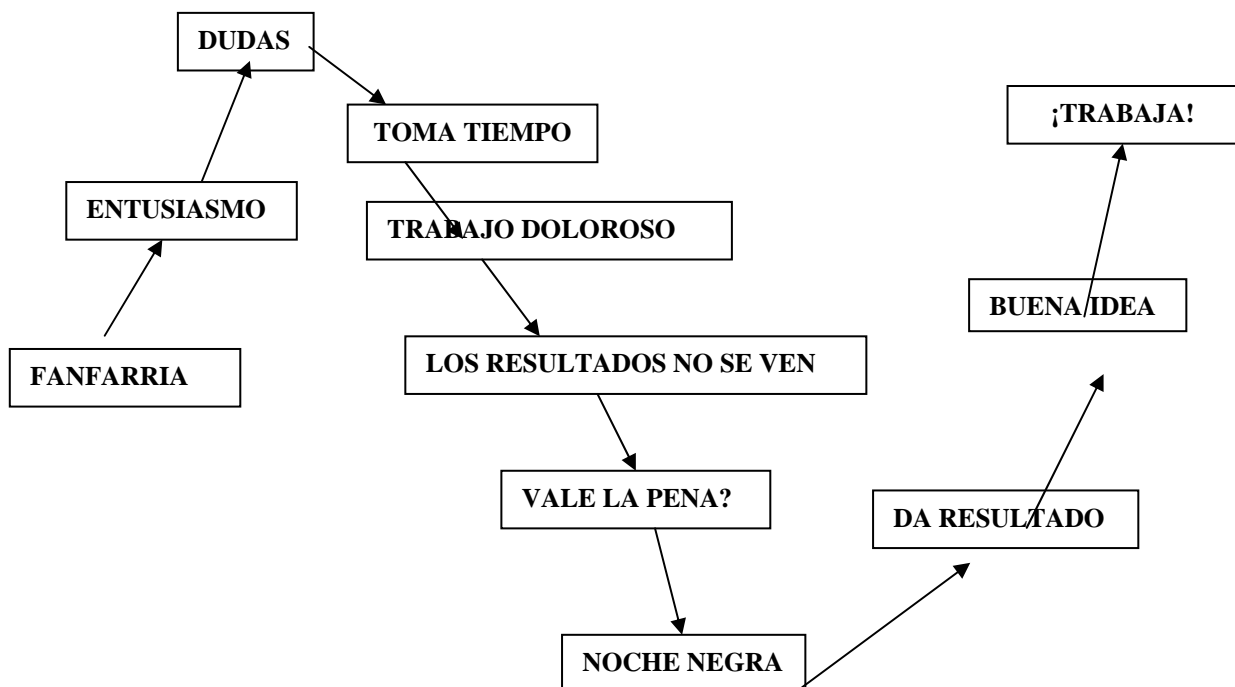 DUDAS
¡TRABAJA!
TOMA TIEMPO
ENTUSIASMO
TRABAJO DOLOROSO
BUENA IDEA
LOS RESULTADOS NO SE VEN
FANFARRIA
VALE LA PENA?
DA RESULTADO
NOCHE NEGRA